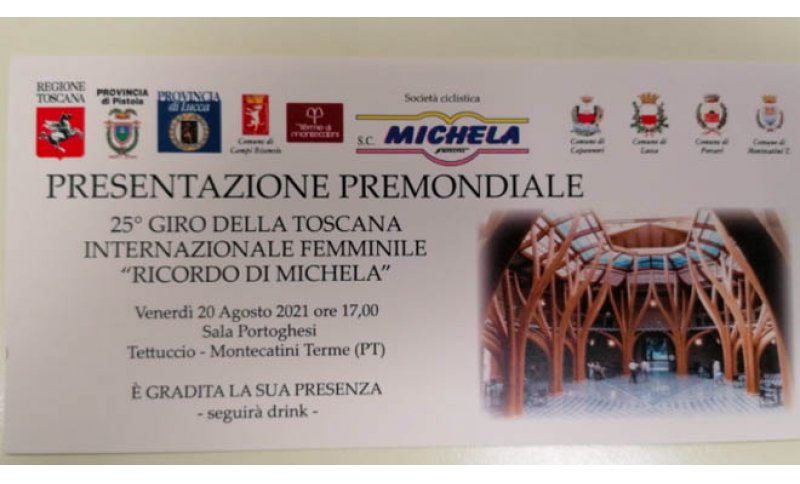 REGIONE
TOSCANA
PROVINCIA
di Pistoia
PROVINCIA
di Lucca
Comune di
Campi Bisenzio
Terme di
montecatini
Società ciclistica
S.C. MICHELA
Comune di
Capannori
Comune di
Lucca
Comune di
Porcari
Comune di
Montecatini T.
PRESENTAZIONE PREMONDIALE
25° GIRO DELLA TOSCANA
INTERNAZIONALE FEMMINILE
“RICORDO DI MICHELA”
Venerdì 20 Agosto 2021 ore 17,00
Sala Portoghesi
Tettuccio - Montecatini Terme (PT)
È GRADITA LA SUA PRESENZA
- seguirà drink -